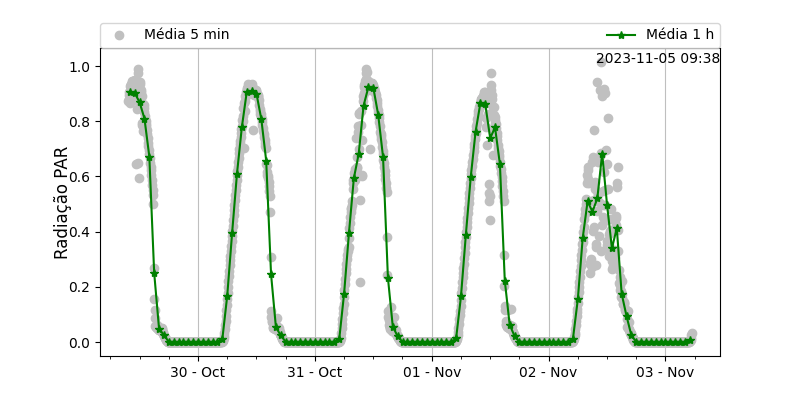 Média 5 min
Média 1 h
2023-11-05 09:38
Radiação PAR
1.0
0.8
0.6
0.4
0.2
0.0
30 - Oct
31 - Oct
01 - Nov
02 - Nov
03 - Nov